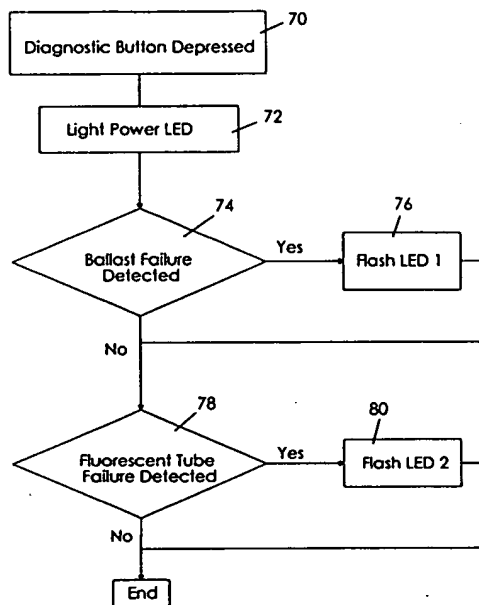 70
Diagnostic Button Depressed
72
Light Power LED
74
76
Ballast Failure
Detected
Yes
Flash LED 1
No
78
80
Fluorescent Tube
Failure Detected
Yes
Flash LED 2
No
End